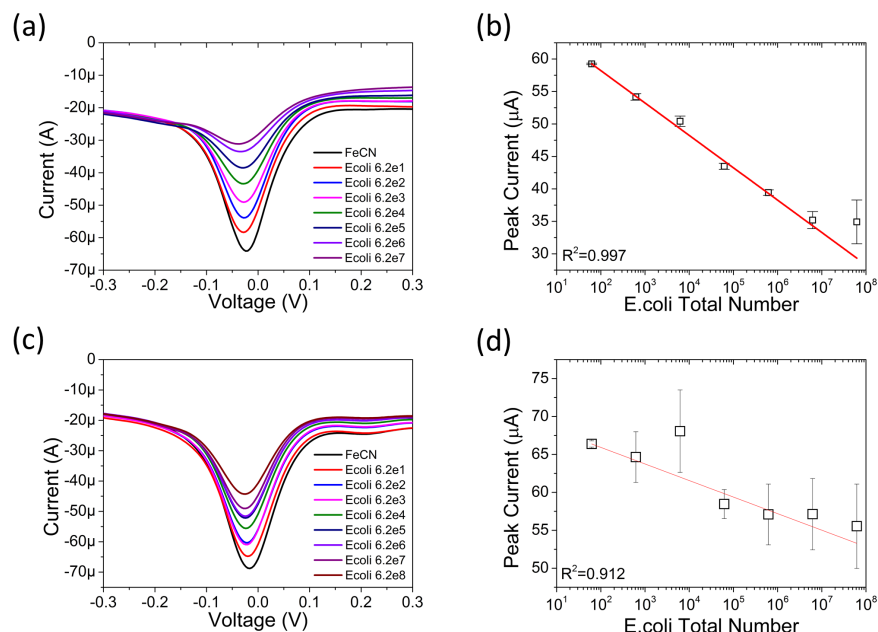 (a)
0
-10μ
-20μ
-30μ
-40μ
-50μ
-60μ
-70μ
Current (A)
-0.3 -0.2 -0.1 0.0 0.1 0.2 0.3
Voltage (V)
FeCN
Ecoli 6.2e1
Ecoli 6.2e2
Ecoli 6.2e3
Ecoli 6.2e4
Ecoli 6.2e5
Ecoli 6.2e6
Ecoli 6.2e7
(b)
60
55
50
45
40
35
30
Peak Current (μA)
R²=0.997
10¹ 10² 10³ 10⁴ 10⁵ 10⁶ 10⁷ 10⁸
E.coli Total Number
(c)
0
-10μ
-20μ
-30μ
-40μ
-50μ
-60μ
-70μ
Current (A)
-0.3 -0.2 -0.1 0.0 0.1 0.2 0.3
Voltage (V)
FeCN
Ecoli 6.2e1
Ecoli 6.2e2
Ecoli 6.2e3
Ecoli 6.2e4
Ecoli 6.2e5
Ecoli 6.2e6
Ecoli 6.2e7
Ecoli 6.2e8
(d)
75
70
65
60
55
50
Peak Current (μA)
R²=0.912
10¹ 10² 10³ 10⁴ 10⁵ 10⁶ 10⁷ 10⁸
E.coli Total Number